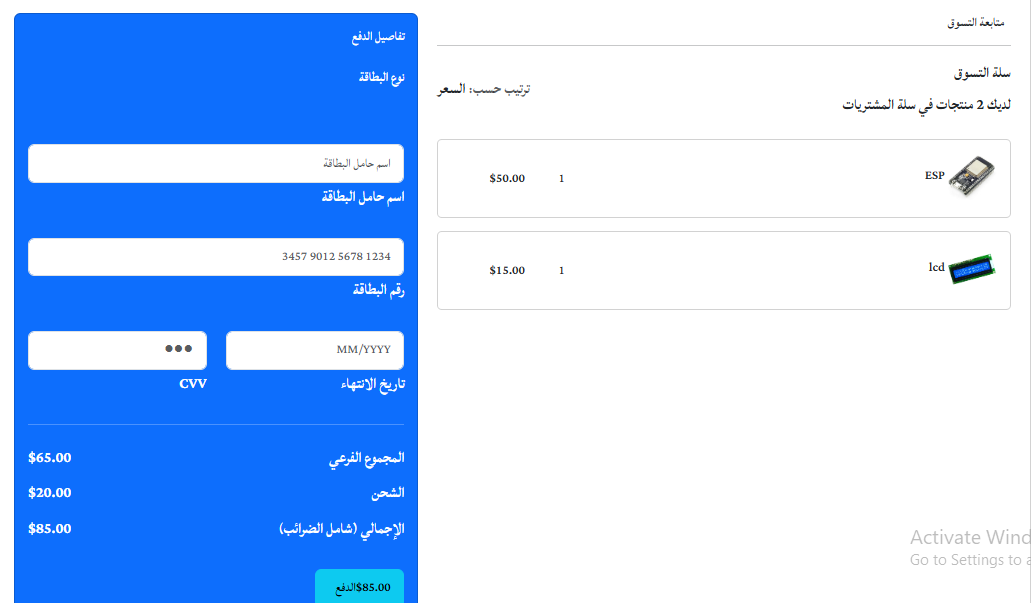 متابعة التسوق
سلة التسوق
لديك 2 منتجات في سلة المشتريات
ترتيب حسب: السعر
ESP 1 $50.00
lcd 1 $15.00
تفاصيل الدفع
نوع البطاقة
اسم حامل البطاقة
اسم حامل البطاقة
1234 5678 9012 3457
رقم البطاقة
MM/YYYY ●●●
تاريخ الانتهاء CVV
المجموع الفرعي $65.00
الشحن $20.00
الإجمالي (شامل الضرائب) $85.00
$85.00الدفع
Activate Wind
Go to Settings to a